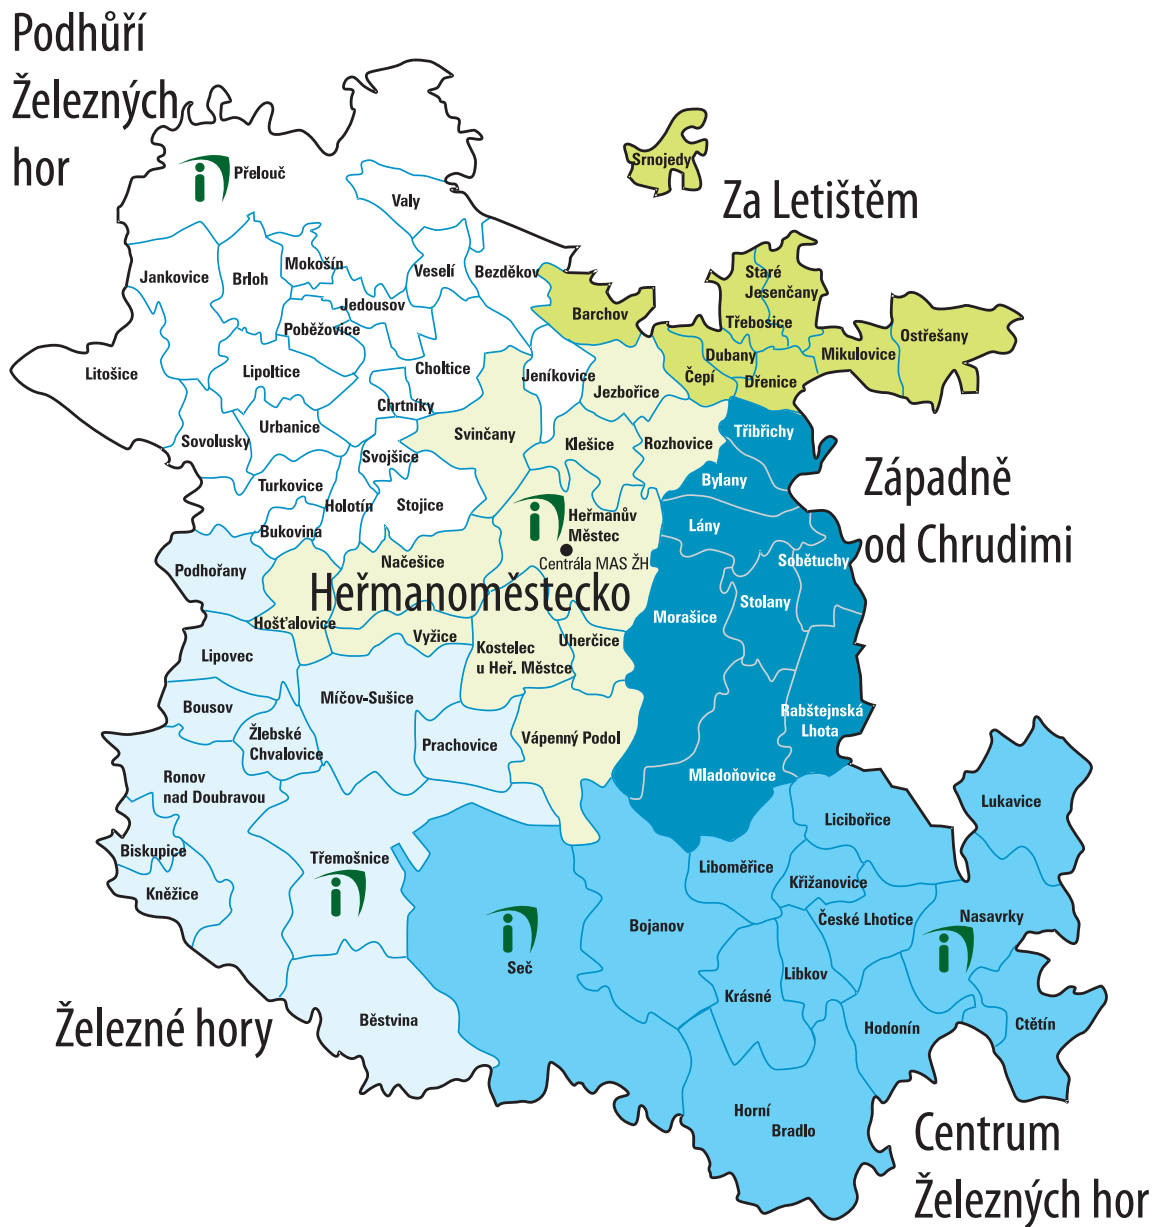 Podhůří
Železných
hor
Přelouč
Srnojedy
Za Letištěm
Valy
Jankovice
Brloh
Mokošín
Veselí
Bezděkov
Staré
Jesenčany
Jedousov
Barchov
Třebosice
Poběžovice
Ostřešany
Dubany
Mikulovice
Litošice
Lipoltice
Choltice
Jeníkovice
Čepí
Dřenice
Jezbořice
Chrtníky
Sovolusky
Urbanice
Svinčany
Klešice
Rozhovice
Třibřichy
Svojšice
Bylany
Západně
od Chrudimi
Turkovice
Holotín
Stojice
Heřmanův
Městec
Centrála MAS ŽH
Lány
Bukovina
Podhořany
Načešice
Sobětuchy
Heřmanoměstecko
Stolany
Morašice
Hošťalovice
Vyžice
Kostelec
u Heř. Městce
Uherčice
Lipovec
Míčov-Sušice
Bousov
Žlebské
Chvalovice
Prachovice
Vápenný Podol
Rabštejnská
Lhota
Ronov
nad Doubravou
Mladoňovice
Lukavice
Licibořice
Biskupice
Třemošnice
Liboměřice
Křižanovice
Kněžice
Bojanov
České Lhotice
Nasavrky
Seč
Libkov
Krásné
Železné hory
Běstvina
Hodonín
Ctětín
Horní
Bradlo
Centrum
Železných hor